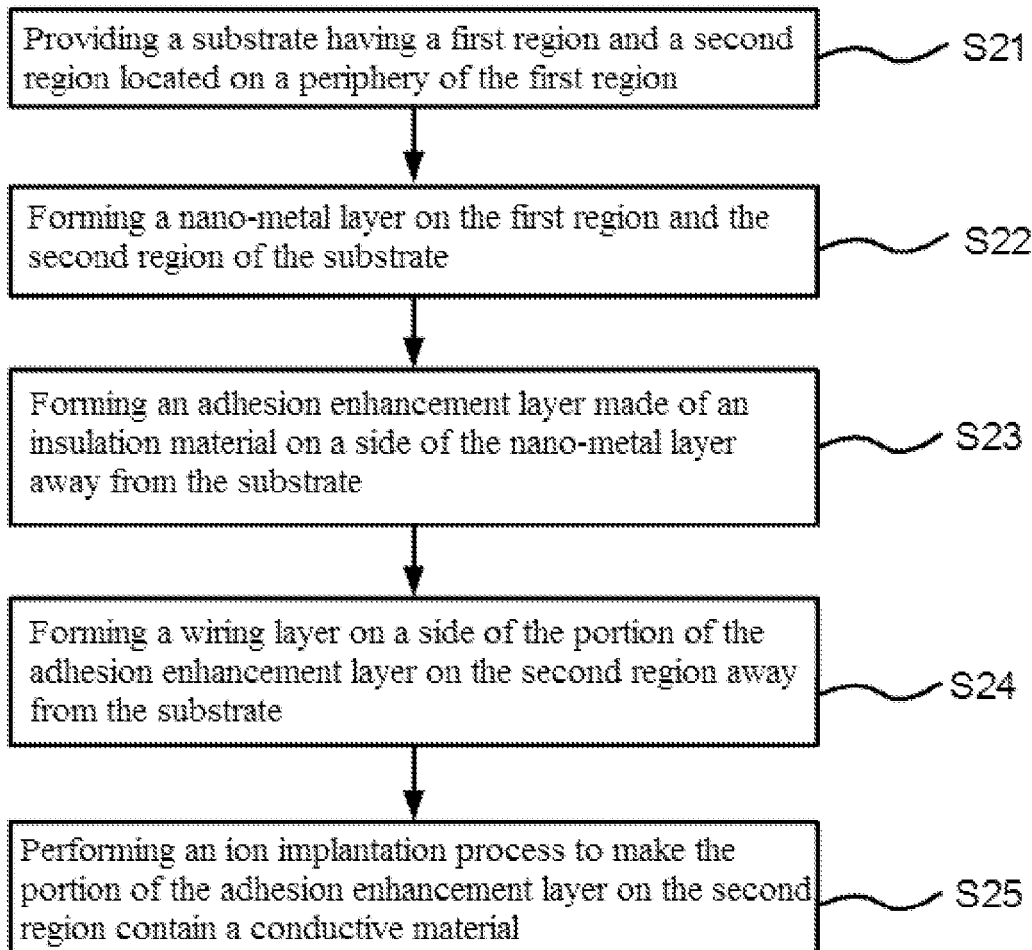 Providing a substrate having a first region and a second
region located on a periphery of the first region
S21
Forming a nano-metal layer on the first region and the
second region of the substrate
S22
Forming an adhesion enhancement layer made of an
insulation material on a side of the nano-metal layer
away from the substrate
S23
Forming a wiring layer on a side of the portion of the
adhesion enhancement layer on the second region away
from the substrate
S24
Performing an ion implantation process to make the
portion of the adhesion enhancement layer on the second
region contain a conductive material
S25